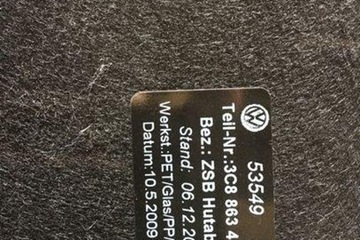 53549
Teil-Nr.:3C8 863 4
Bez.: ZSB Hutab
Stand: 06.12.20
Werkst.:PET/Glas/PP/
Datum:10.5.2009